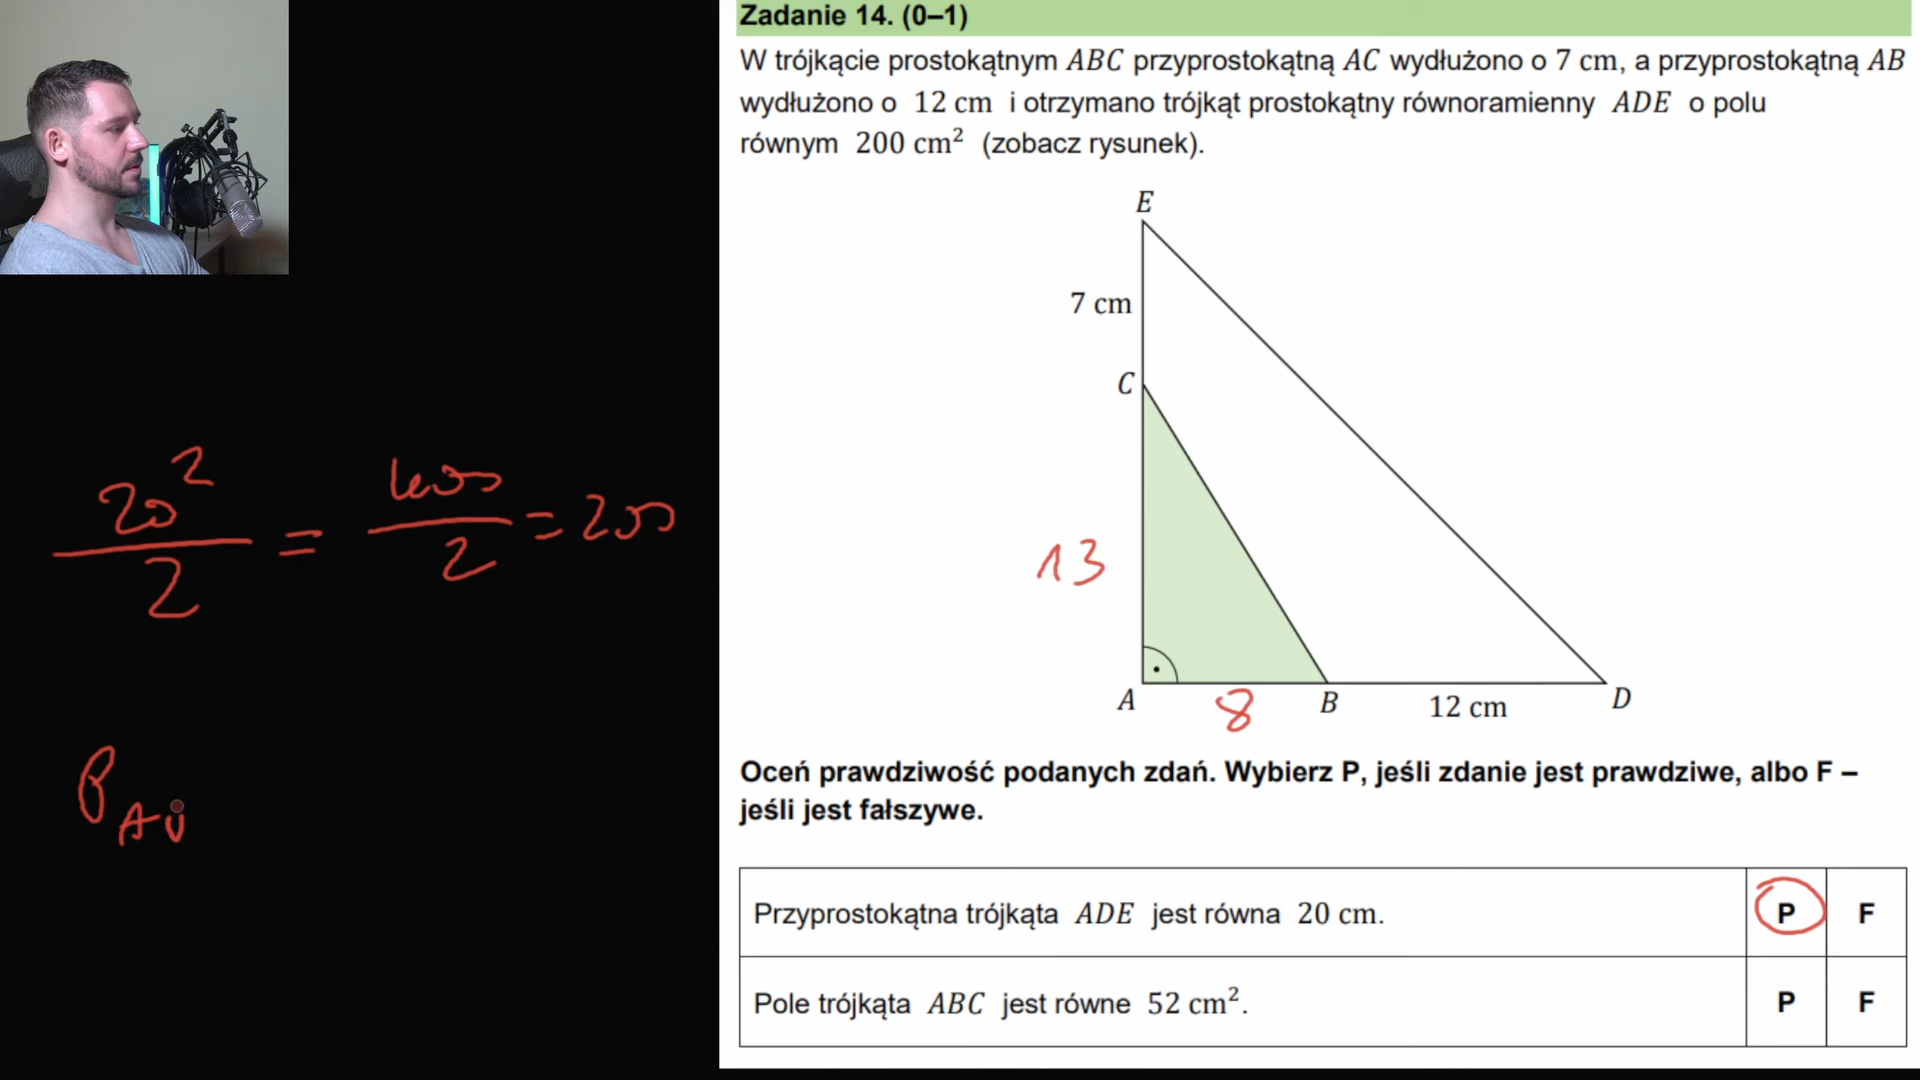 Zadanie 14. (0–1)
W trójkącie prostokątnym ABC przyprostokątną AC wydłużono o 7 cm, a przyprostokątną AB
wydłużono o 12 cm i otrzymano trójkąt prostokątny równoramienny ADE o polu
równym 200 cm² (zobacz rysunek).
E
7 cm
C
20²/2 = 400/2 = 200
13
A
8
B
12 cm
D
Oceń prawdziwość podanych zdań. Wybierz P, jeśli zdanie jest prawdziwe, albo F –
jeśli jest fałszywe.
Przyprostokątna trójkąta ADE jest równa 20 cm. P F
Pole trójkąta ABC jest równe 52 cm². P F